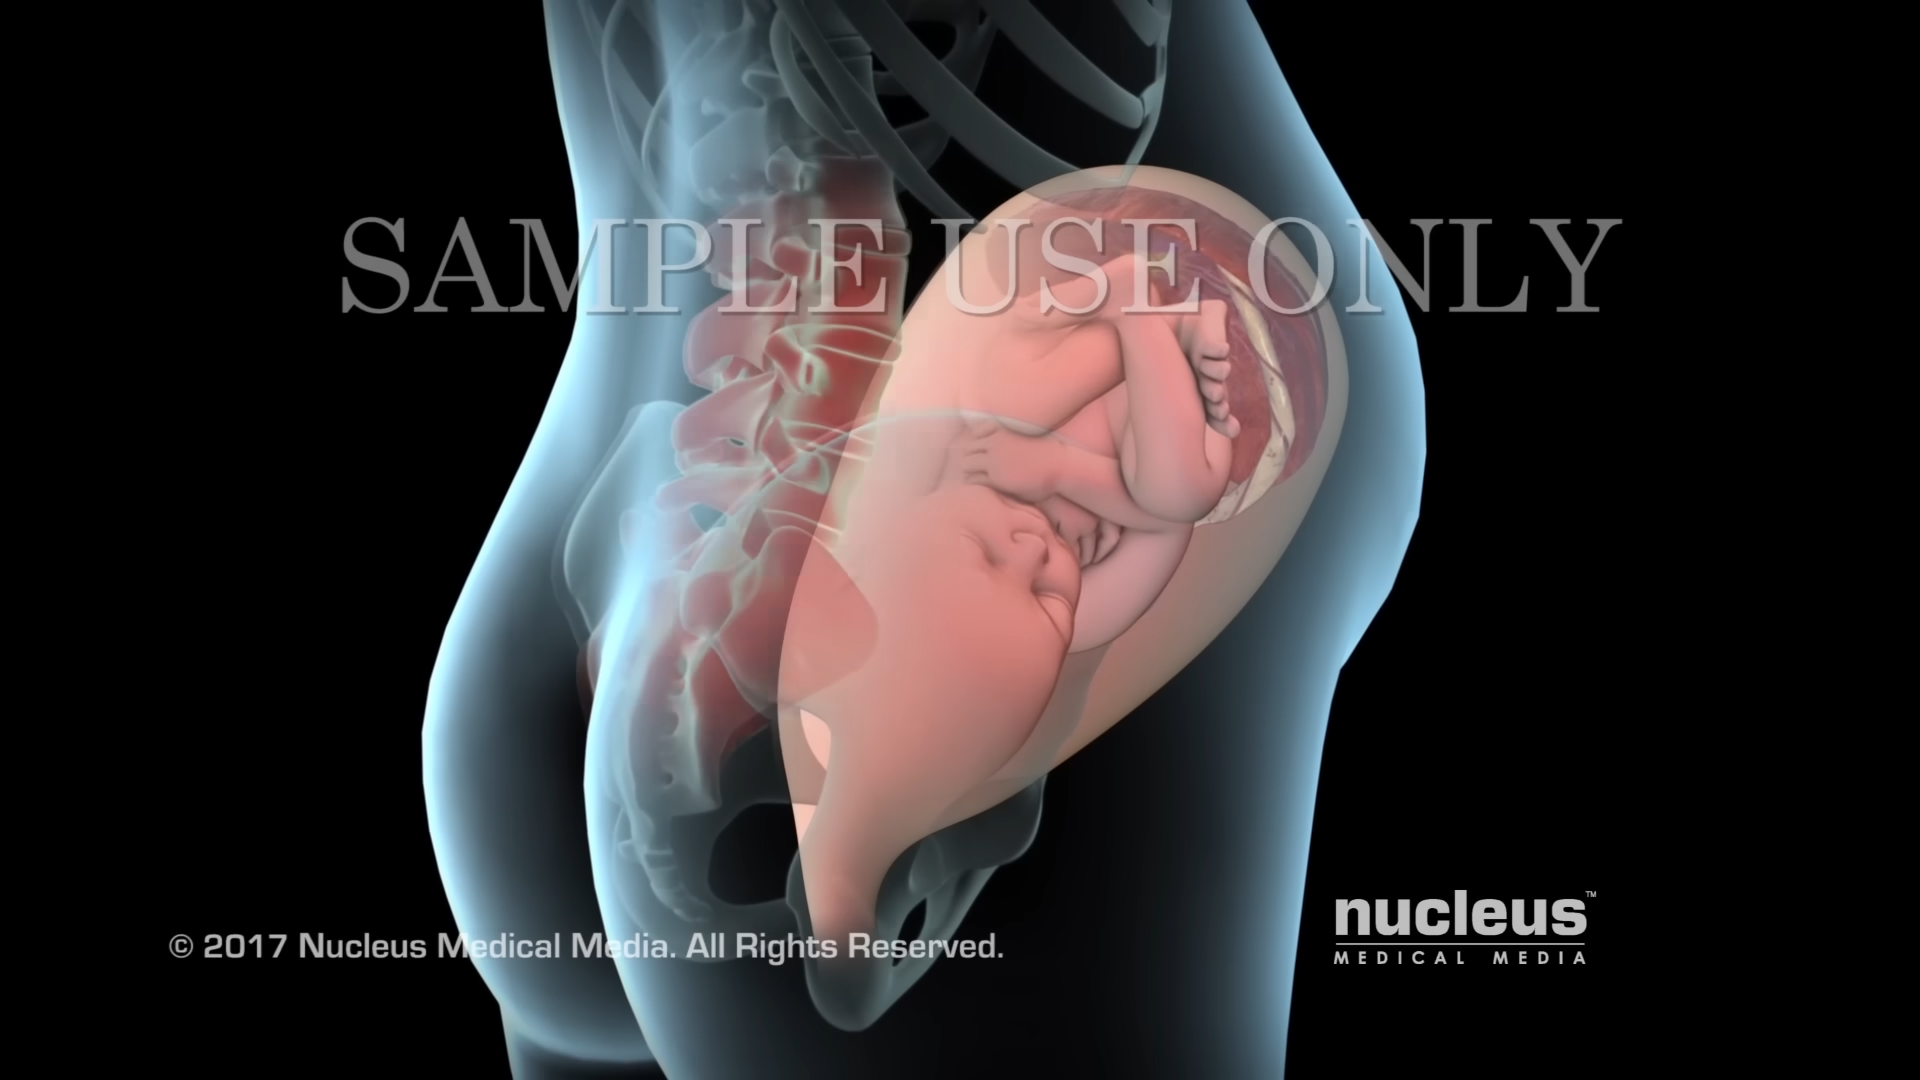 SAMPLE USE ONLY
nucleus™
MEDICAL MEDIA
© 2017 Nucleus Medical Media. All Rights Reserved.